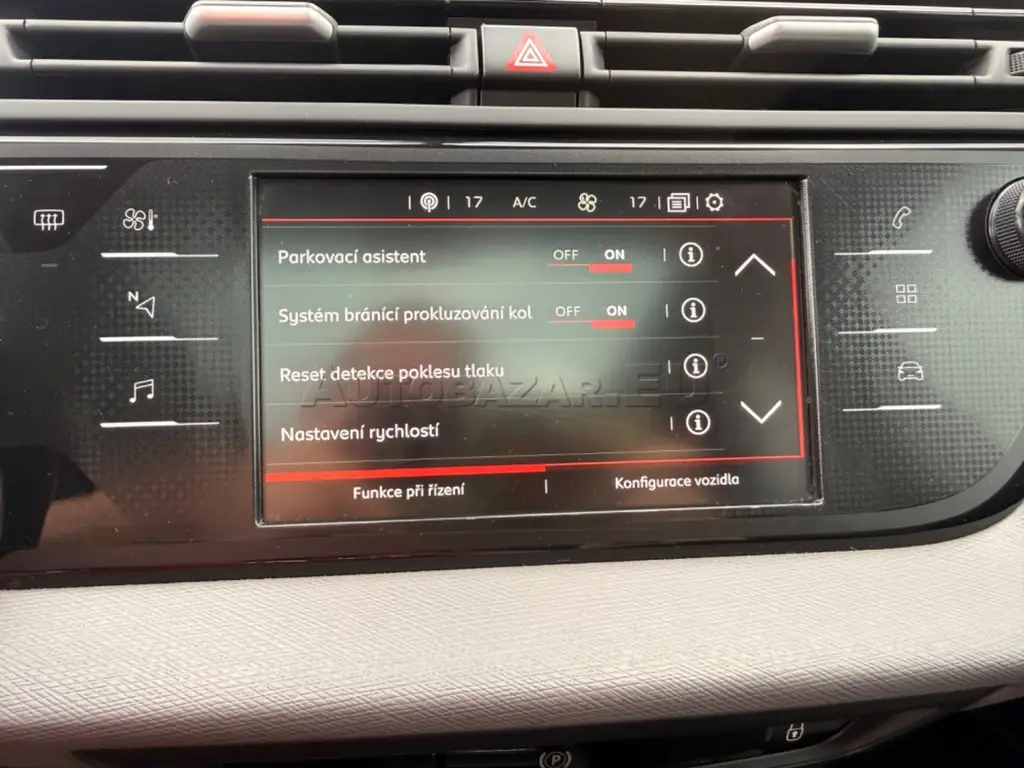 17 A/C 17
Parkovací asistent OFF ON
Systém bránící prokluzování kol OFF ON
Reset detekce poklesu tlaku
AUTOBAZAR.EU®
Nastavení rychlostí
Funkce při řízení | Konfigurace vozidla
N
P